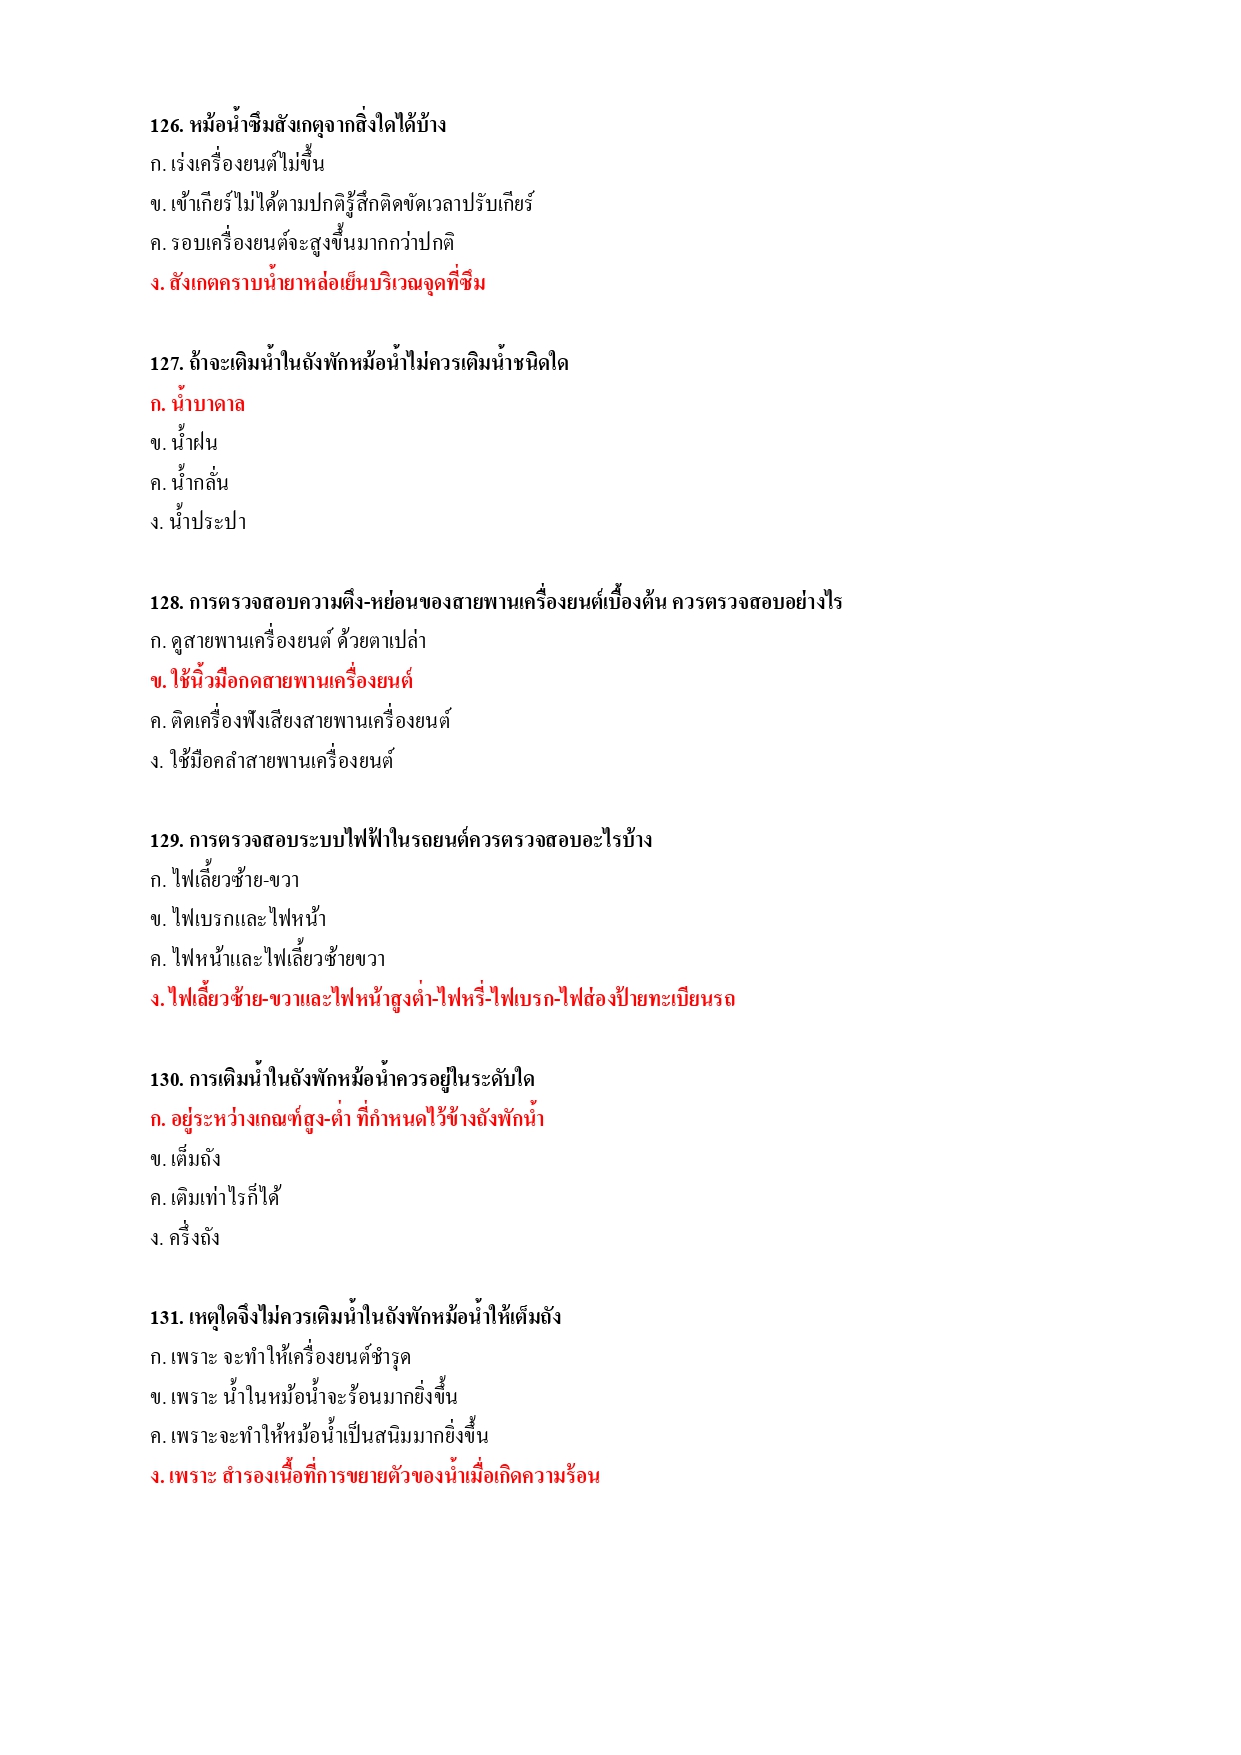 126. หม้อน้ำซึมสังเกตุจากสิ่งใดได้บ้าง
ก. เร่งเครื่องยนต์ไม่ขึ้น
ข. เข้าเกียร์ไม่ได้ตามปกติรู้สึกติดขัดเวลาปรับเกียร์
ค. รอบเครื่องยนต์จะสูงขึ้นมากกว่าปกติ
ง. สังเกตคราบน้ำยาหล่อเย็นบริเวณจุดที่ซึม
127. ถ้าจะเติมน้ำในถังพักหม้อน้ำไม่ควรเติมน้ำชนิดใด
ก. น้ำบาดาล
ข. น้ำฝน
ค. น้ำกลั่น
ง. น้ำประปา
128. การตรวจสอบความตึง-หย่อนของสายพานเครื่องยนต์เบื้องต้น ควรตรวจสอบอย่างไร
ก. ดูสายพานเครื่องยนต์ ด้วยตาเปล่า
ข. ใช้นิ้วมือกดสายพานเครื่องยนต์
ค. ติดเครื่องฟังเสียงสายพานเครื่องยนต์
ง. ใช้มือคลำสายพานเครื่องยนต์
129. การตรวจสอบระบบไฟฟ้าในรถยนต์ควรตรวจสอบอะไรบ้าง
ก. ไฟเลี้ยวซ้าย-ขวา
ข. ไฟเบรกและไฟหน้า
ค. ไฟหน้าและไฟเลี้ยวซ้ายขวา
ง. ไฟเลี้ยวซ้าย-ขวาและไฟหน้าสูงต่ำ-ไฟหรี่-ไฟเบรก-ไฟส่องป้ายทะเบียนรถ
130. การเติมน้ำในถังพักหม้อน้ำควรอยู่ในระดับใด
ก. อยู่ระหว่างเกณฑ์สูง-ต่ำ ที่กำหนดไว้ข้างถังพักน้ำ
ข. เต็มถัง
ค. เติมเท่าไรก็ได้
ง. ครึ่งถัง
131. เหตุใดจึงไม่ควรเติมน้ำในถังพักหม้อน้ำให้เต็มถัง
ก. เพราะ จะทำให้เครื่องยนต์ชำรุด
ข. เพราะ น้ำในหม้อน้ำจะร้อนมากยิ่งขึ้น
ค. เพราะจะทำให้หม้อน้ำเป็นสนิมมากยิ่งขึ้น
ง. เพราะ สำรองเนื้อที่การขยายตัวของน้ำเมื่อเกิดความร้อน